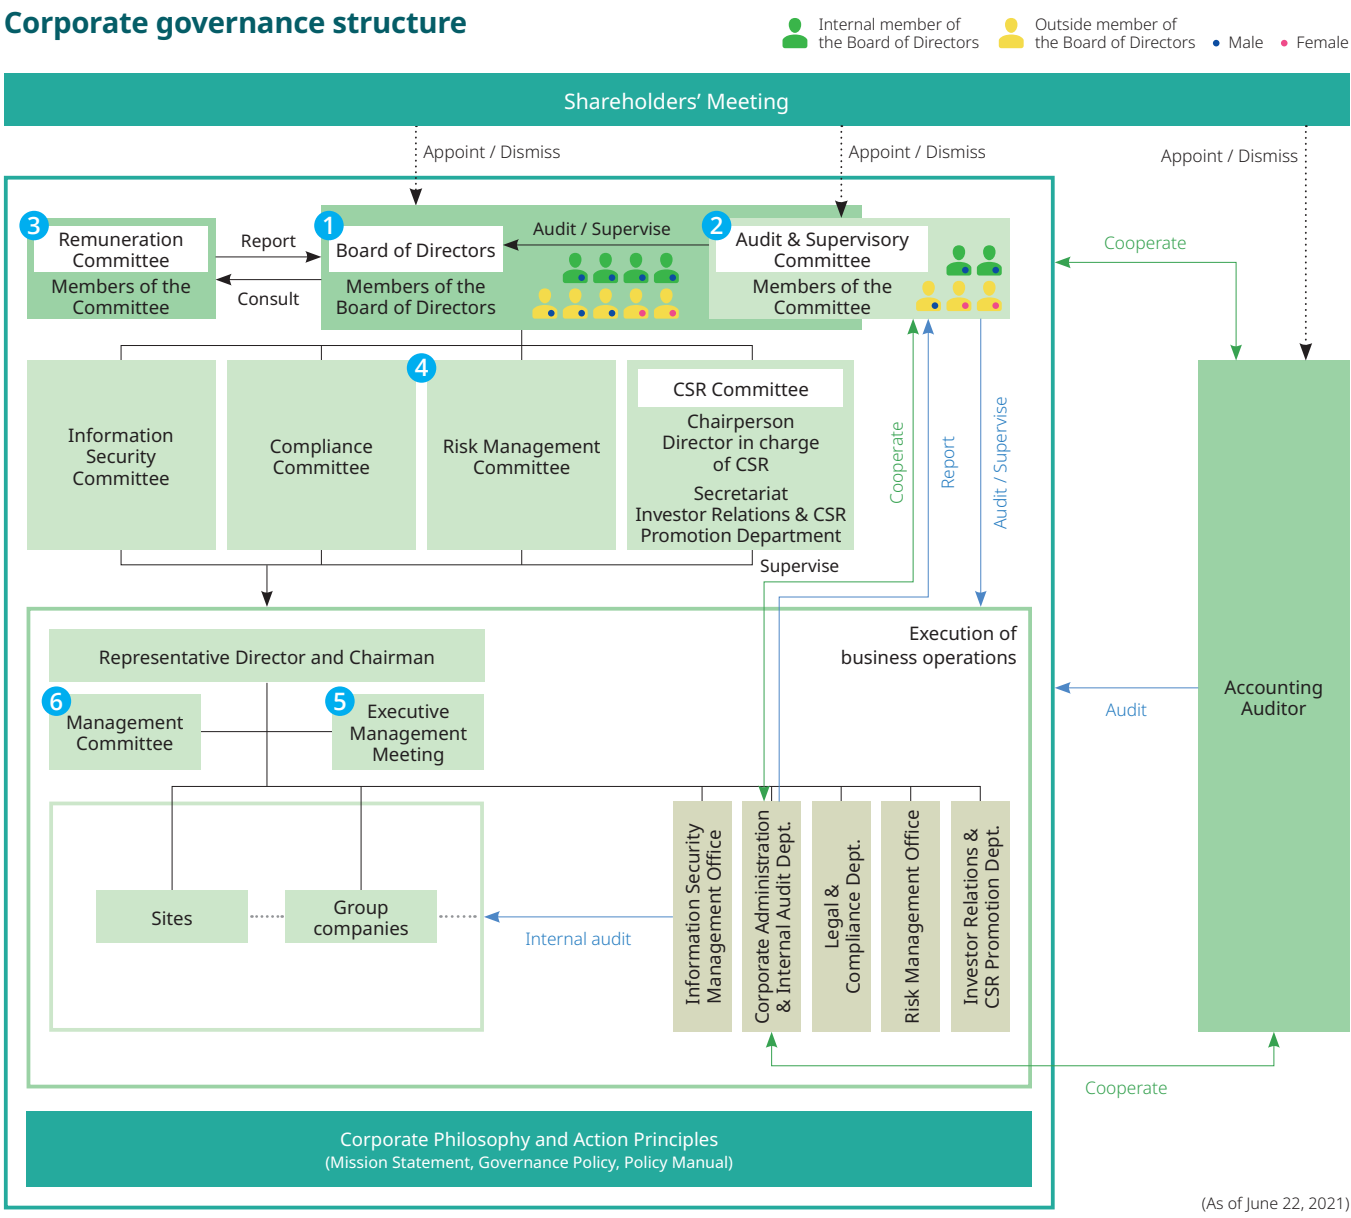 Corporate governance structure
Internal member of
the Board of Directors
Outside member of
the Board of Directors
Male
Female
Shareholders’ Meeting
Appoint / Dismiss
Appoint / Dismiss
Appoint / Dismiss
3
Remuneration
Committee
Members of the
Committee
Report
Consult
1
Board of Directors
Members of the
Board of Directors
Audit / Supervise
2
Audit & Supervisory
Committee
Members of the
Committee
Cooperate
Information
Security
Committee
Compliance
Committee
4
Risk Management
Committee
CSR Committee
Chairperson
Director in charge
of CSR
Secretariat
Investor Relations & CSR
Promotion Department
Cooperate
Report
Audit / Supervise
Supervise
Execution of
business operations
Representative Director and Chairman
6
Management
Committee
5
Executive
Management
Meeting
Accounting
Auditor
Audit
Sites
Group
companies
Internal audit
Information Security
Management Office
Corporate Administration
& Internal Audit Dept.
Legal &
Compliance Dept.
Risk Management Office
Investor Relations &
CSR Promotion Dept.
Cooperate
Corporate Philosophy and Action Principles
(Mission Statement, Governance Policy, Policy Manual)
(As of June 22, 2021)